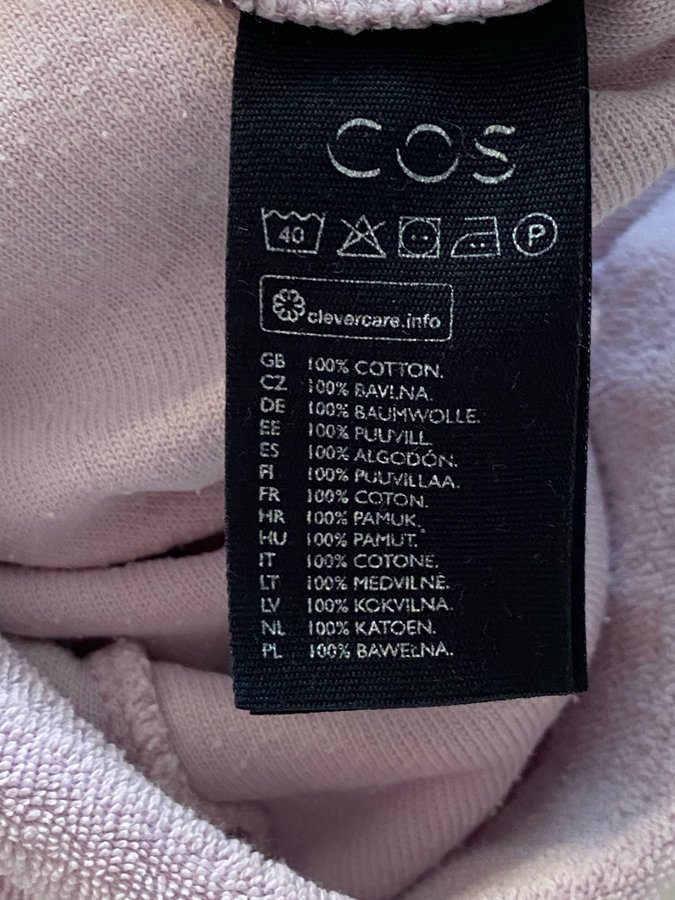 COS
40 P
clevercare.info
GB 100% COTTON.
CZ 100% BAVLNA.
DE 100% BAUMWOLLE.
EE 100% PUUVILL.
ES 100% ALGODÓN.
FI 100% PUUVILLAA.
FR 100% COTON.
HR 100% PAMUK.
HU 100% PAMUT.
IT 100% COTONE.
LT 100% MEDVILNĖ.
LV 100% KOKVILNA.
NL 100% KATOEN.
PL 100% BAWEŁNA.